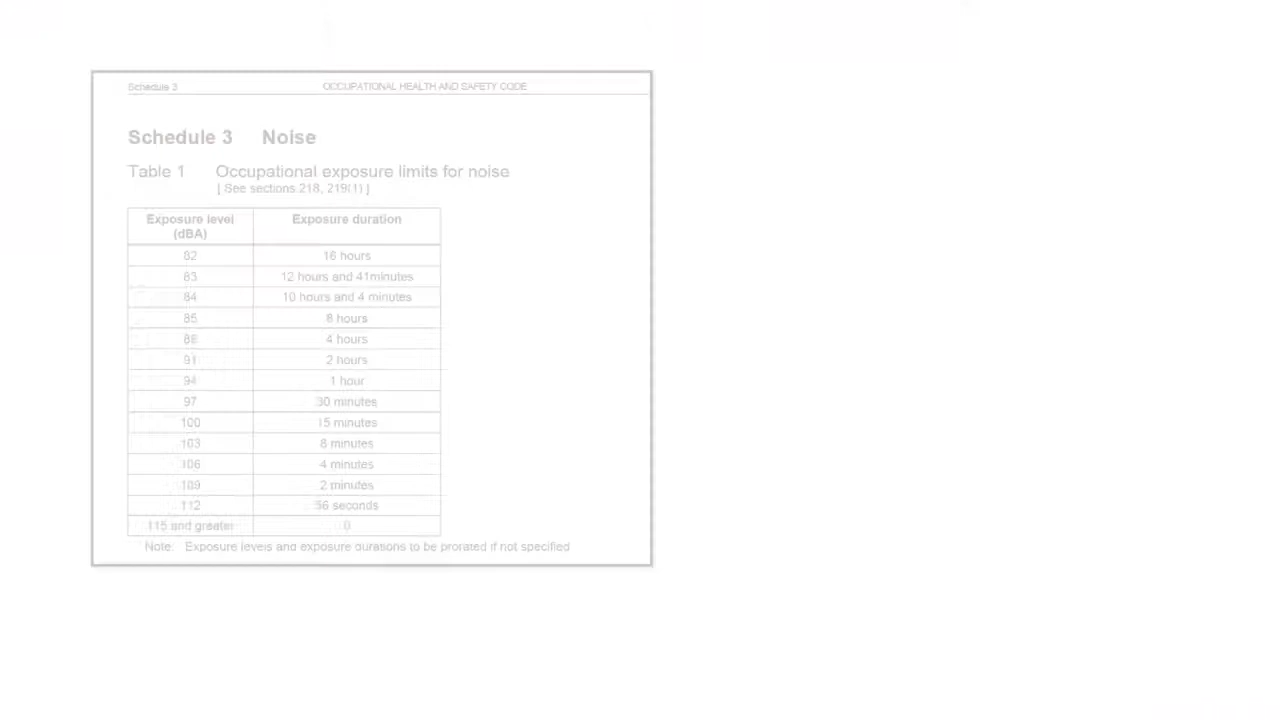 Schedule 3 OCCUPATIONAL HEALTH AND SAFETY CODE
Schedule 3 Noise
Table 1 Occupational exposure limits for noise
[ See sections 218, 219(1) ]
Exposure level (dBA) Exposure duration
82 16 hours
83 12 hours and 41minutes
84 10 hours and 4 minutes
85 8 hours
88 4 hours
91 2 hours
94 1 hour
97 30 minutes
100 15 minutes
103 8 minutes
106 4 minutes
109 2 minutes
112 56 seconds
115 and greater 0
Note: Exposure levels and exposure durations to be prorated if not specified